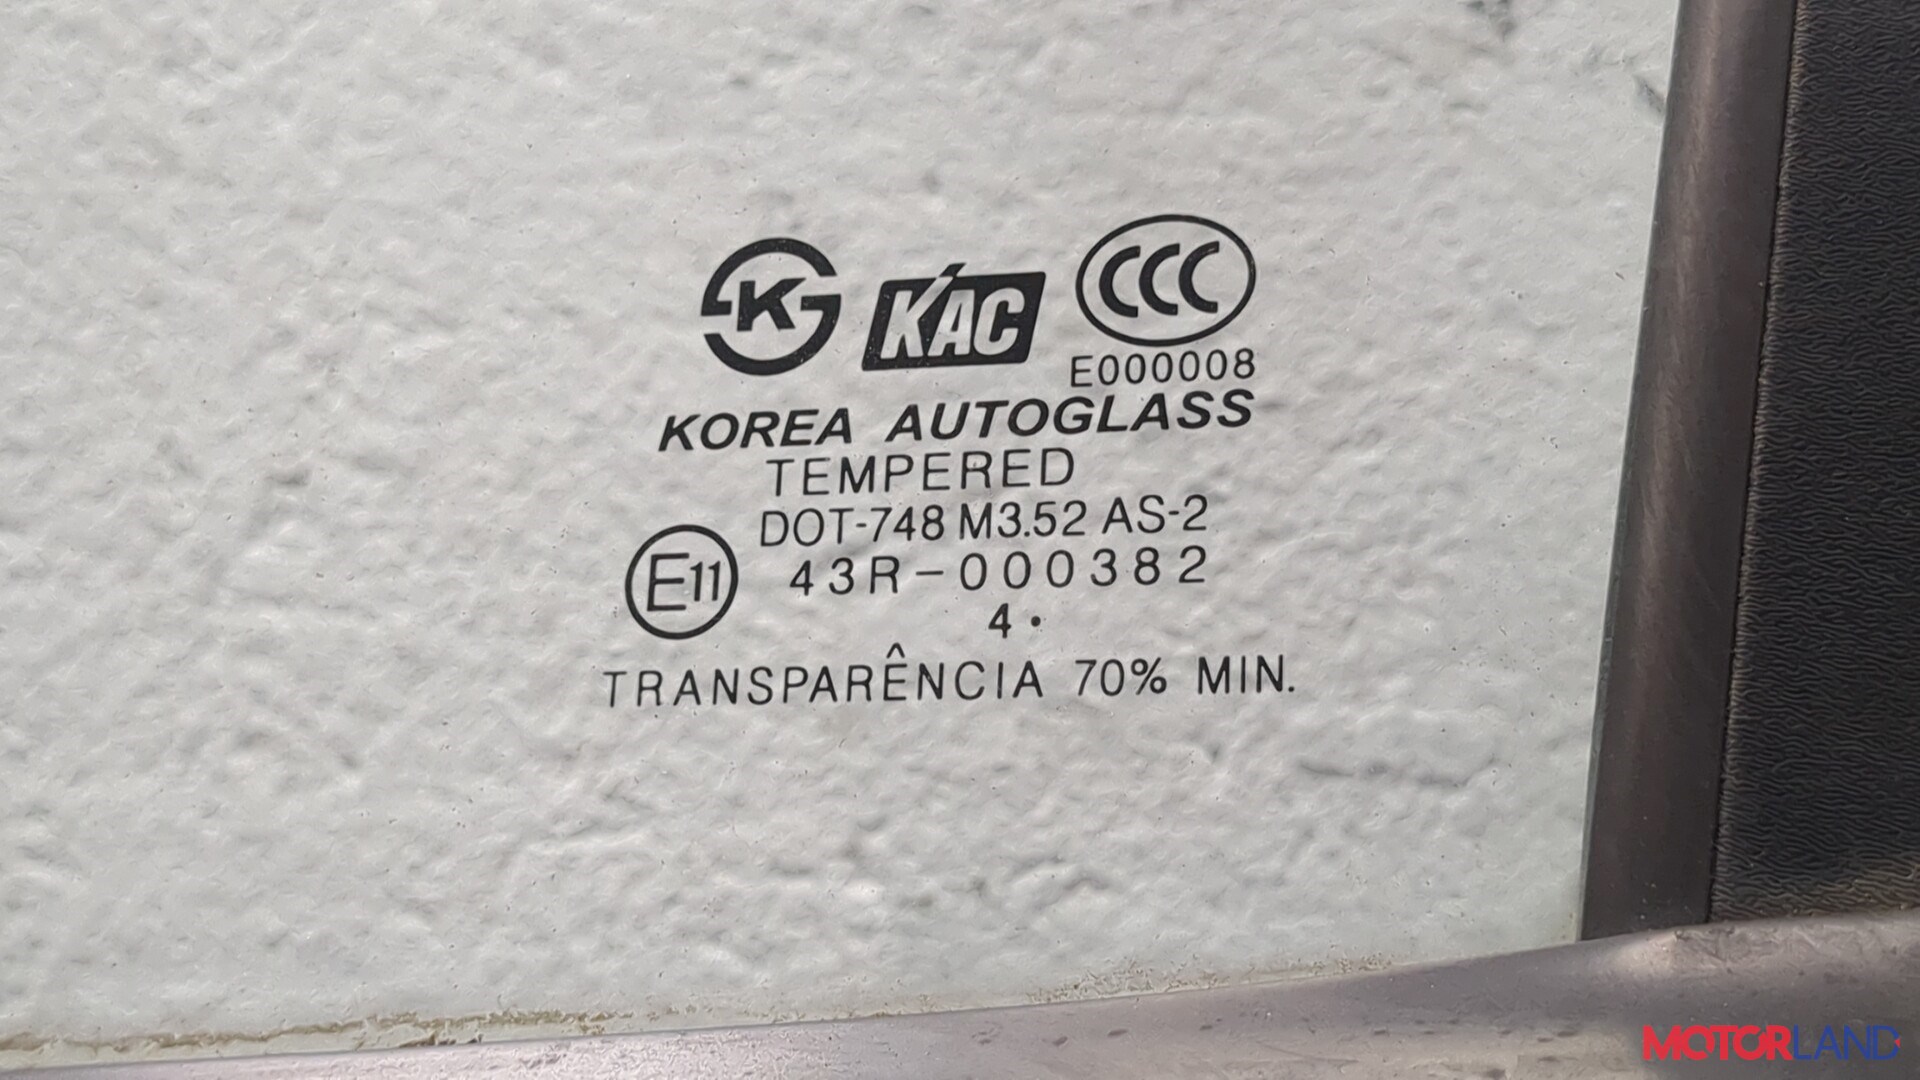 K
KAC
CCC
E000008
KOREA AUTOGLASS
TEMPERED
DOT-748 M3.52 AS-2
E11
43R-000382
4 •
TRANSPARÊNCIA 70% MIN.
MOTORLAND